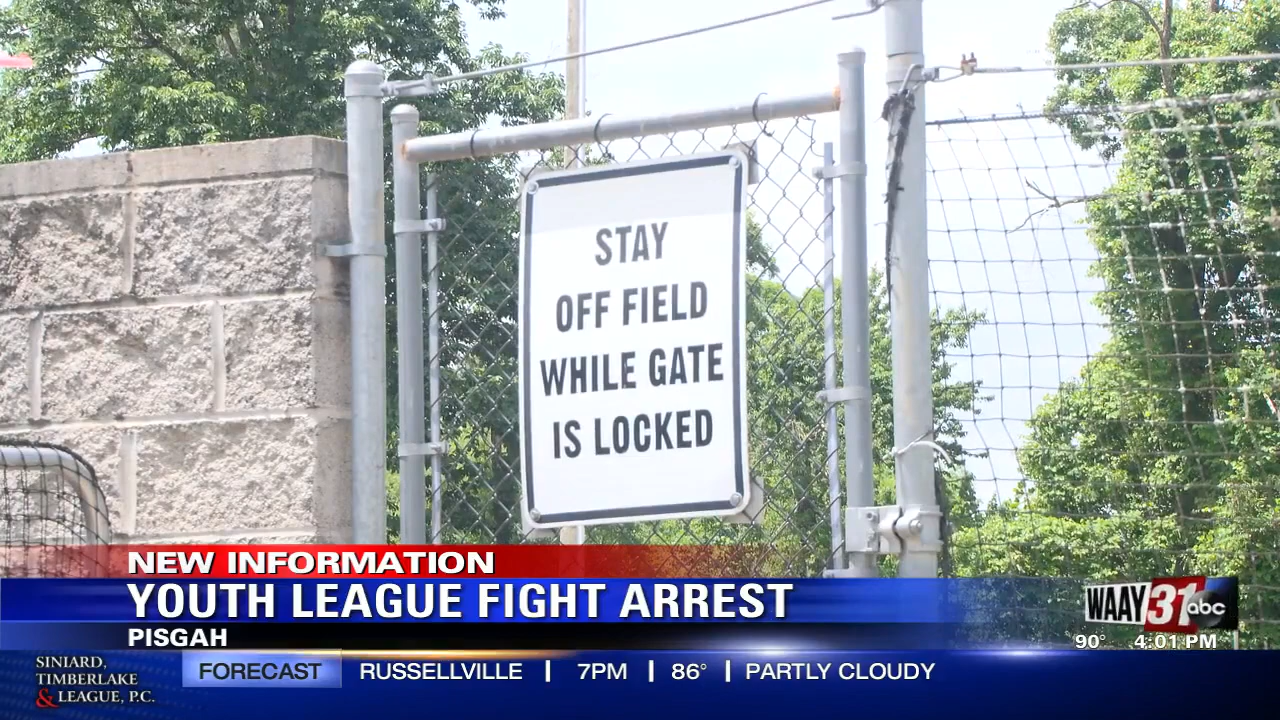 STAY
OFF FIELD
WHILE GATE
IS LOCKED
NEW INFORMATION
YOUTH LEAGUE FIGHT ARREST
PISGAH
WAAY 31 abc
90° 4:01 PM
SINIARD,
TIMBERLAKE
& LEAGUE, P.C.
FORECAST RUSSELLVILLE | 7PM | 86° | PARTLY CLOUDY